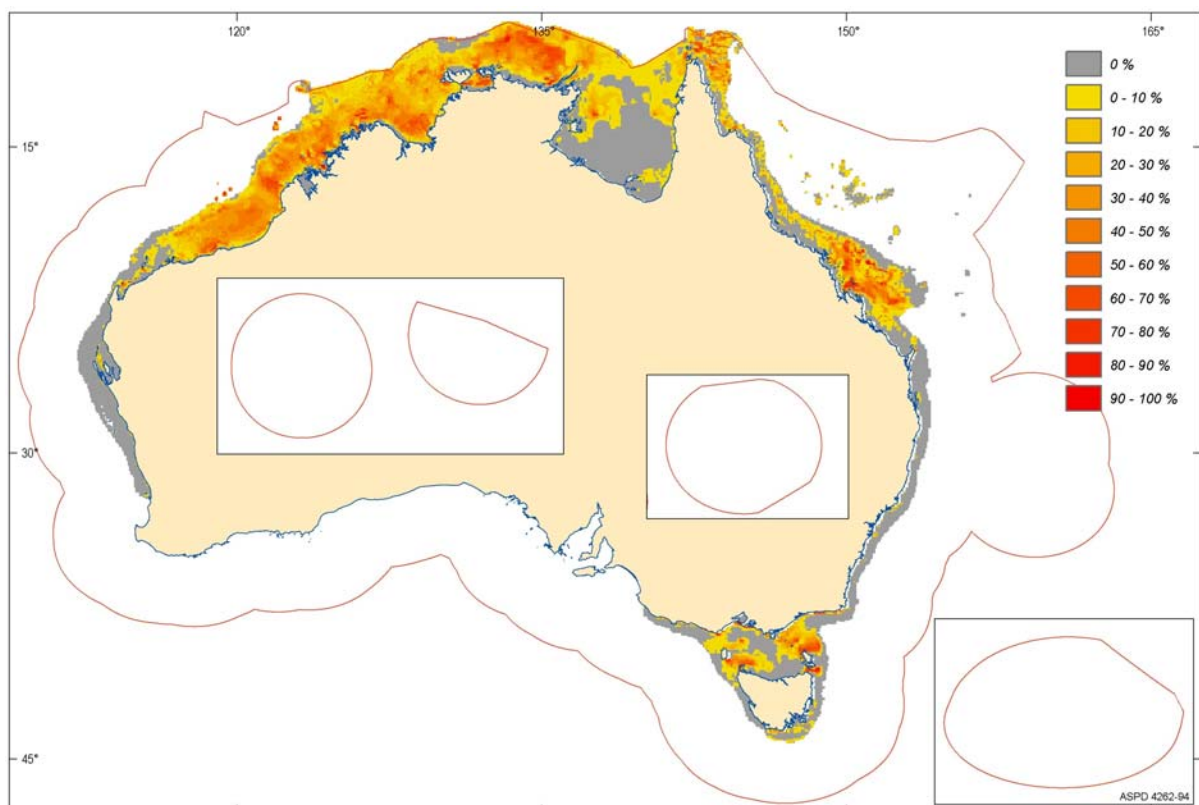 120°
135°
150°
165°
15°
30°
45°
0 %
0 - 10 %
10 - 20 %
20 - 30 %
30 - 40 %
40 - 50 %
50 - 60 %
60 - 70 %
70 - 80 %
80 - 90 %
90 - 100 %
ASPD 4262-94